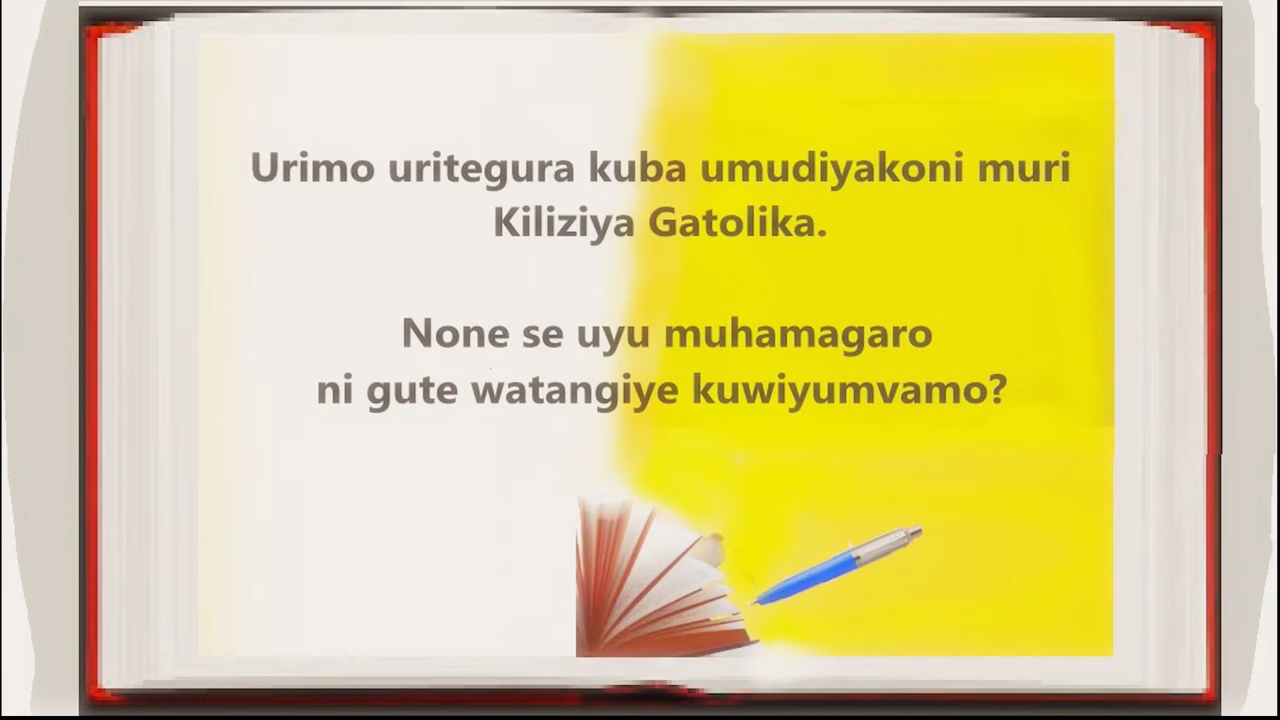 Urimo uritegura kuba umudiyakoni muri
Kiliziya Gatolika.
None se uyu muhamagaro
ni gute watangiye kuwiyumvamo?